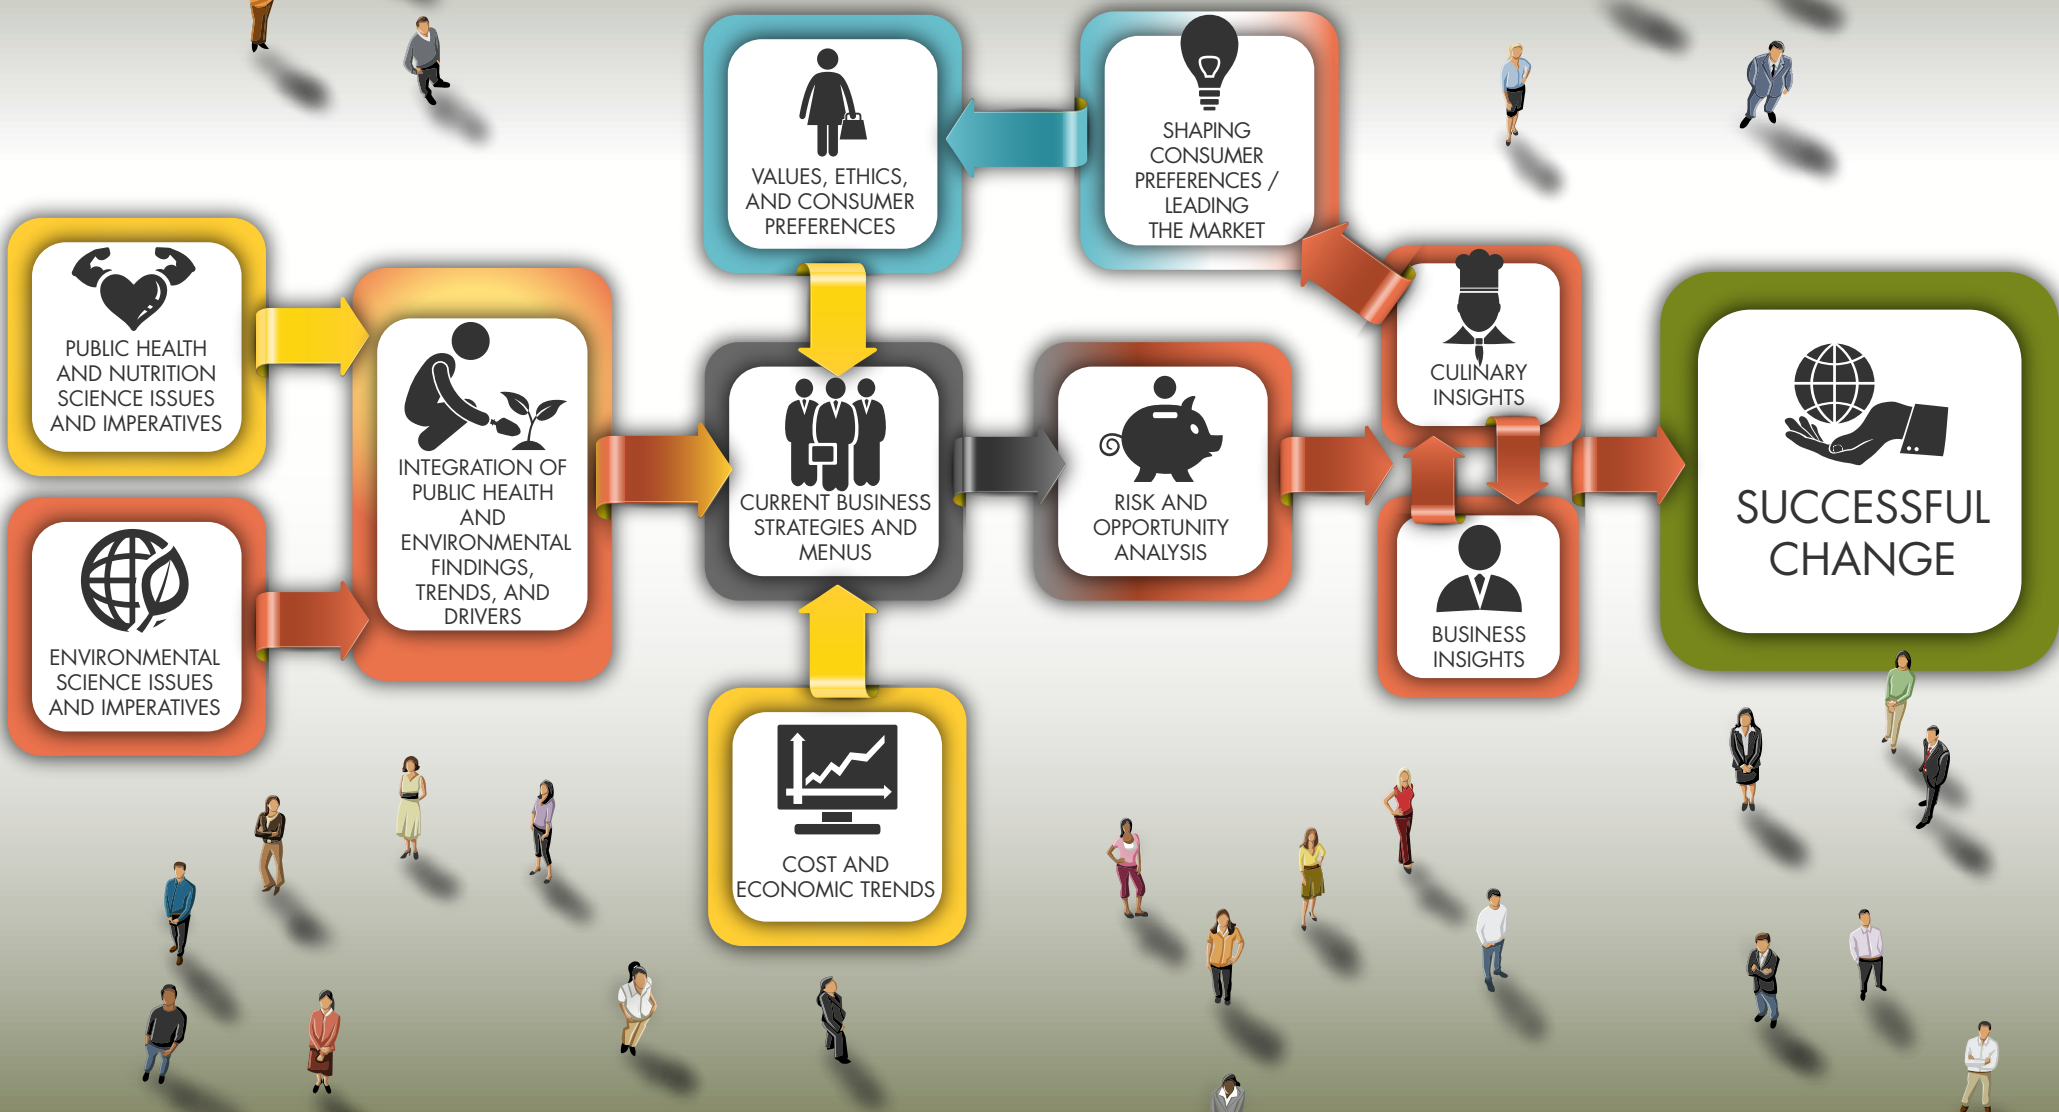 PUBLIC HEALTH
AND NUTRITION
SCIENCE ISSUES
AND IMPERATIVES
ENVIRONMENTAL
SCIENCE ISSUES
AND IMPERATIVES
INTEGRATION OF
PUBLIC HEALTH
AND
ENVIRONMENTAL
FINDINGS,
TRENDS, AND
DRIVERS
VALUES, ETHICS,
AND CONSUMER
PREFERENCES
CURRENT BUSINESS
STRATEGIES AND
MENUS
COST AND
ECONOMIC TRENDS
SHAPING
CONSUMER
PREFERENCES /
LEADING
THE MARKET
RISK AND
OPPORTUNITY
ANALYSIS
CULINARY
INSIGHTS
BUSINESS
INSIGHTS
SUCCESSFUL
CHANGE